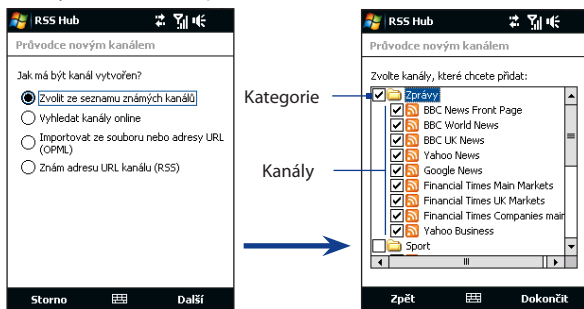 RSS Hub
Průvodce novým kanálem
Jak má být kanál vytvořen?
Zvolit ze seznamu známých kanálů
Vyhledat kanály online
Importovat ze souboru nebo adresy URL
(OPML)
Znám adresu URL kanálu (RSS)
Storno
Další
Kategorie
Kanály
RSS Hub
Průvodce novým kanálem
Zvolte kanály, které chcete přidat:
Zprávy
BBC News Front Page
BBC World News
BBC UK News
Yahoo News
Google News
Financial Times Main Markets
Financial Times UK Markets
Financial Times Companies main
Yahoo Business
Sport
Zpět
Dokončit